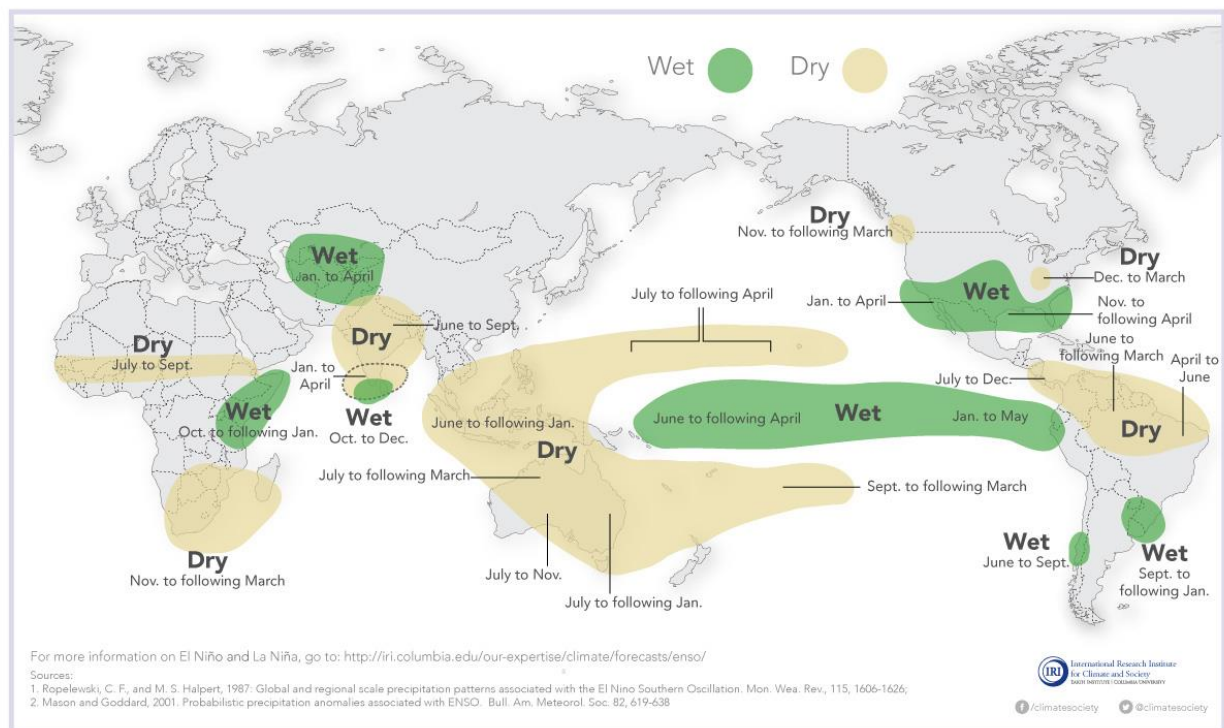 Wet
Dry
Dry
Nov. to following March
Dry
Dec. to March
Wet
Jan. to April
July to following April
Jan. to April
Wet
Nov. to
following April
June to Sept.
Dry
June to
following March
April to
June
Dry
July to Sept.
Jan. to
April
July to Dec.
Wet
Oct. to following Jan.
Wet
Oct. to Dec.
June to following Jan.
Dry
June to following April
Wet
Jan. to May
Dry
July to following March
Sept. to following March
Dry
Nov. to following March
July to Nov.
July to following Jan.
Wet
June to Sept.
Wet
Sept. to
following Jan.
For more information on El Niño and La Niña, go to: http://iri.columbia.edu/our-expertise/climate/forecasts/enso/
Sources:
1. Ropelewski, C. F., and M. S. Halpert, 1987: Global and regional scale precipitation patterns associated with the El Nino Southern Oscillation. Mon. Wea. Rev., 115, 1606-1626;
2. Mason and Goddard, 2001. Probabilistic precipitation anomalies associated with ENSO. Bull. Am. Meteorol. Soc. 82, 619-638
IRI
International Research Institute
for Climate and Society
EARTH INSTITUTE | COLUMBIA UNIVERSITY
/climatesociety
@climatesociety